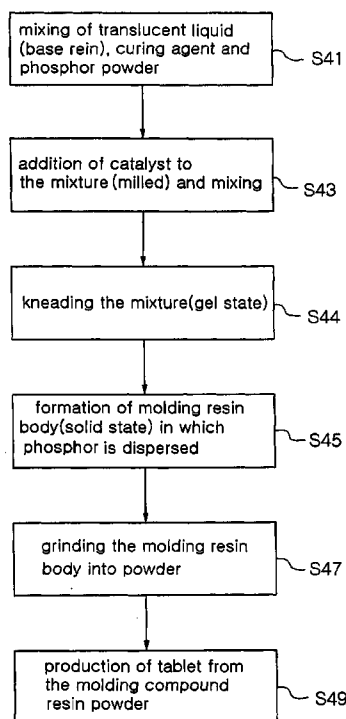 mixing of translucent liquid
(base rein), curing agent and
phosphor powder
S41
addition of catalyst to
the mixture (milled) and mixing
S43
kneading the mixture(gel state)
S44
formation of molding resin
body(solid state) in which
phosphor is dispersed
S45
grinding the molding resin
body into powder
S47
production of tablet from
the molding compound
resin powder
S49